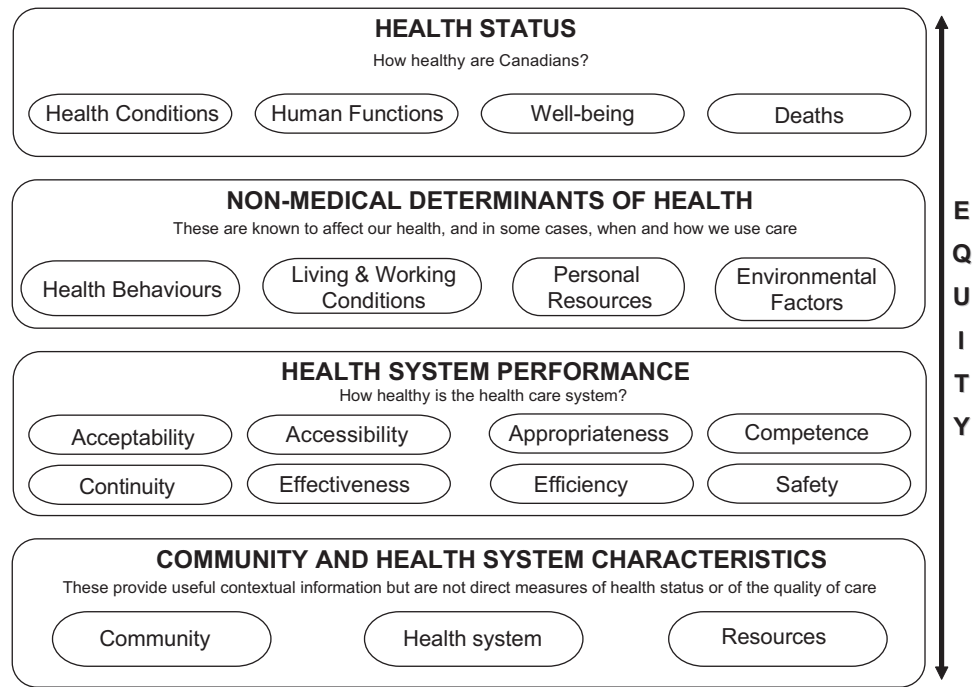 HEALTH STATUS
How healthy are Canadians?
Health Conditions
Human Functions
Well-being
Deaths
NON-MEDICAL DETERMINANTS OF HEALTH
These are known to affect our health, and in some cases, when and how we use care
Health Behaviours
Living & Working
Conditions
Personal
Resources
Environmental
Factors
HEALTH SYSTEM PERFORMANCE
How healthy is the health care system?
Acceptability
Accessibility
Appropriateness
Competence
Continuity
Effectiveness
Efficiency
Safety
COMMUNITY AND HEALTH SYSTEM CHARACTERISTICS
These provide useful contextual information but are not direct measures of health status or of the quality of care
Community
Health system
Resources
E
Q
U
I
T
Y